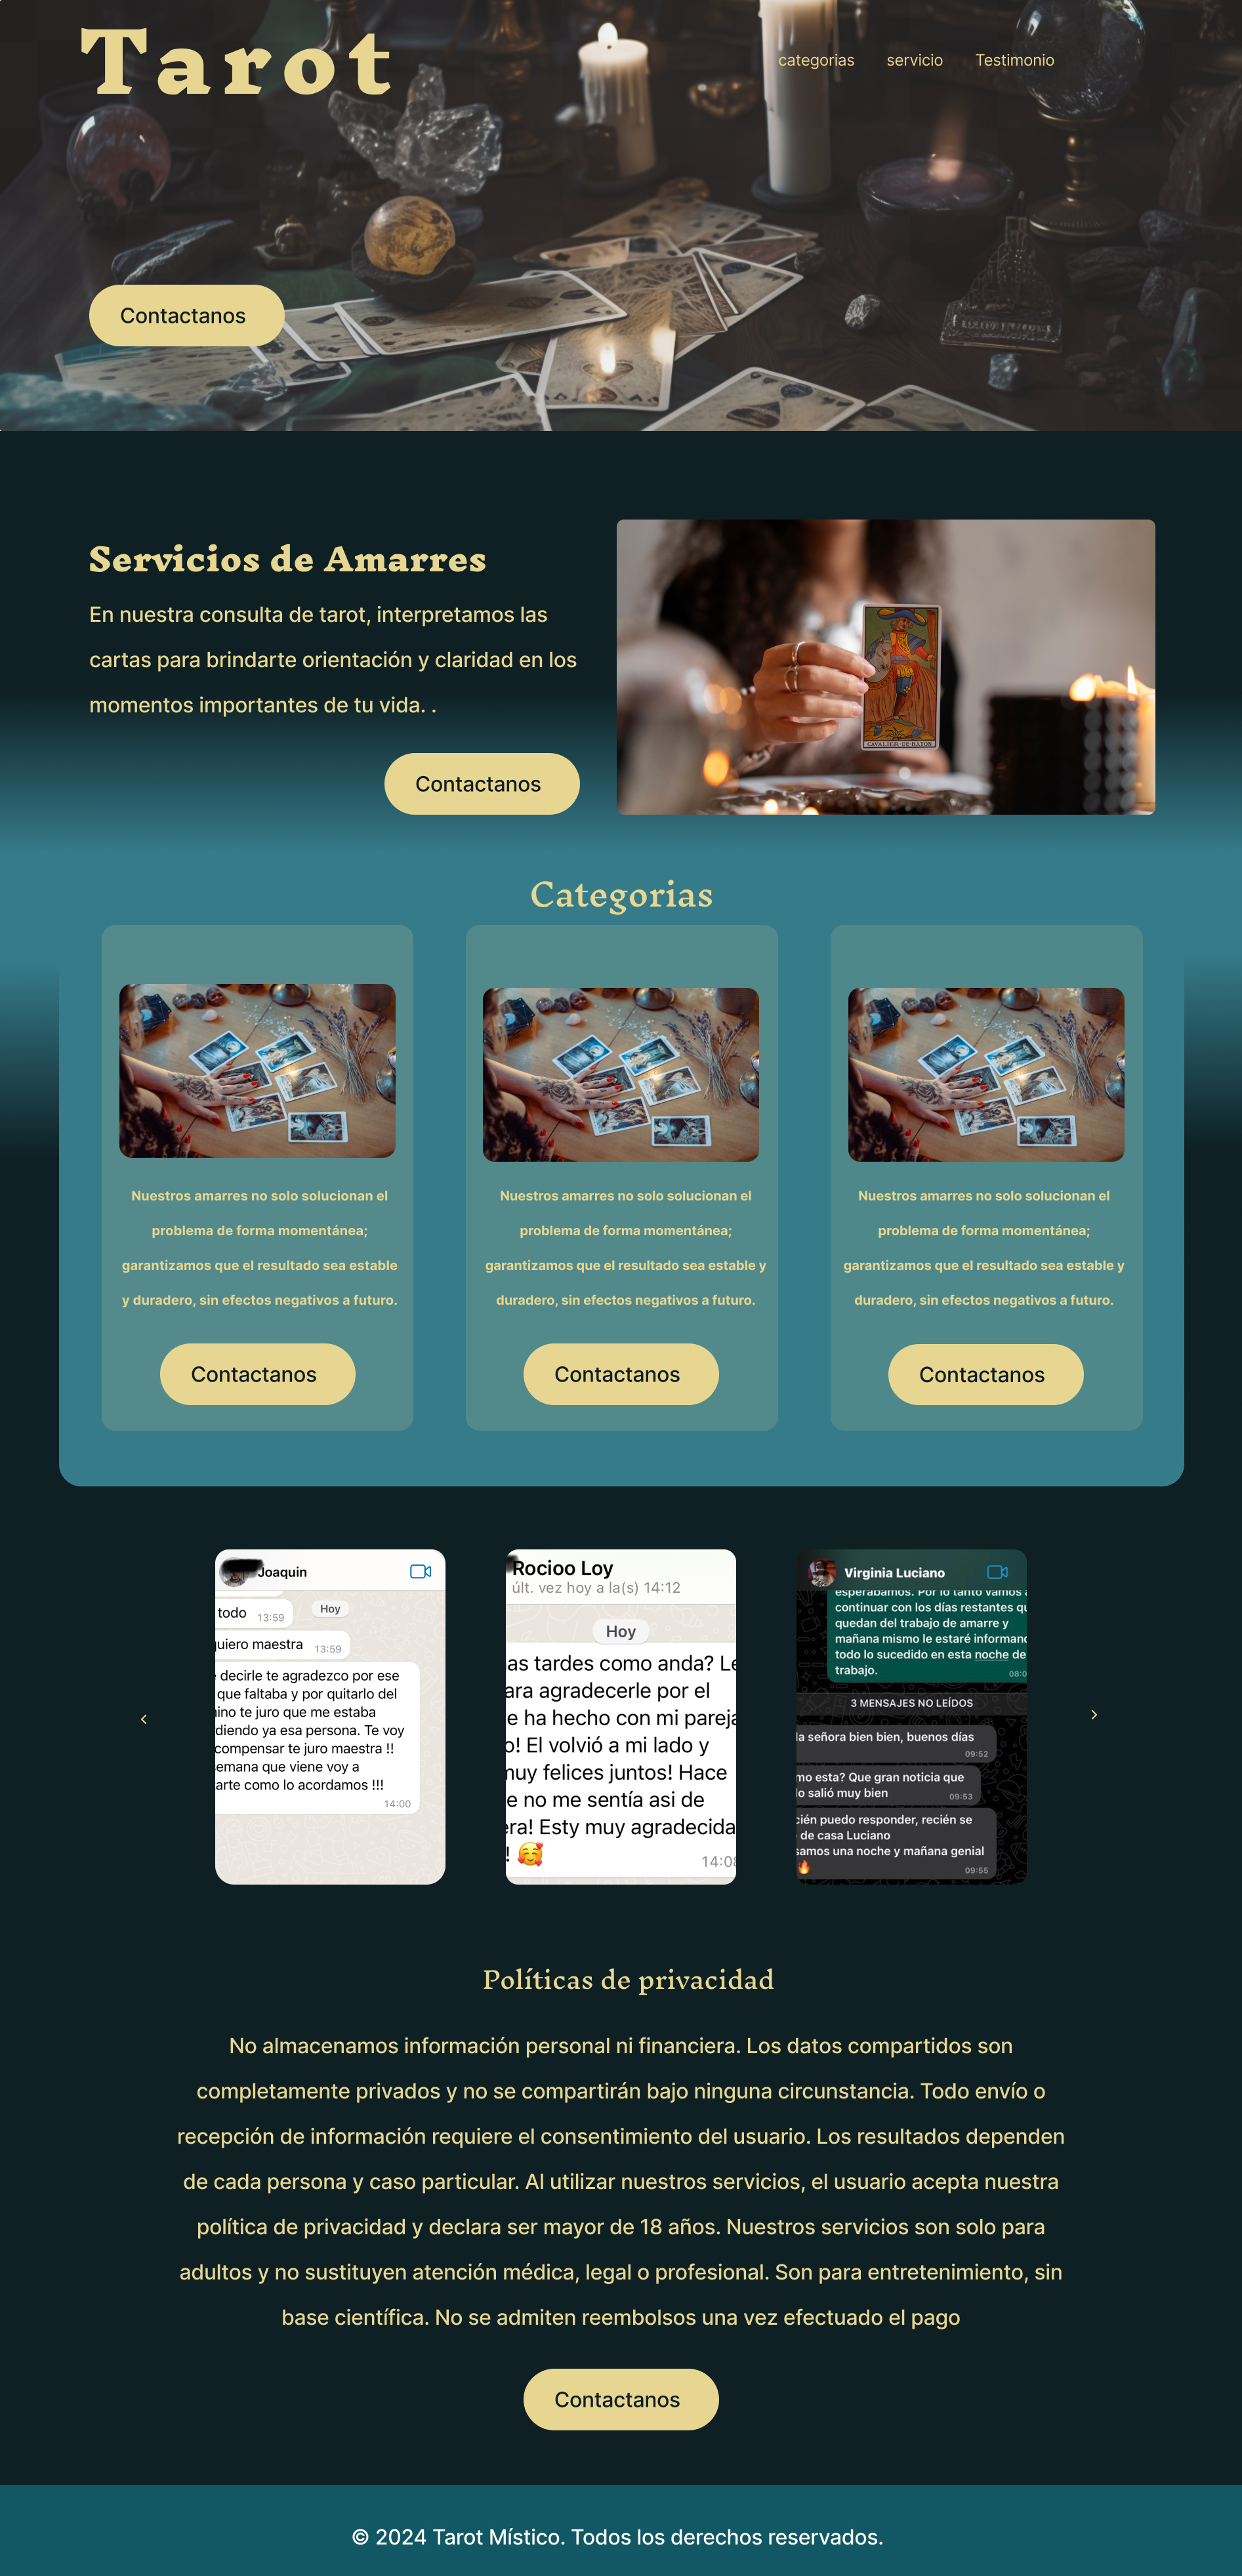 Tarot
categorias servicio Testimonio
Contactanos
Servicios de Amarres
En nuestra consulta de tarot, interpretamos las
cartas para brindarte orientación y claridad en los
momentos importantes de tu vida. .
CAVALIER DE BATON
Contactanos
Categorias
Nuestros amarres no solo solucionan el
problema de forma momentánea;
garantizamos que el resultado sea estable
y duradero, sin efectos negativos a futuro.
Contactanos
Nuestros amarres no solo solucionan el
problema de forma momentánea;
garantizamos que el resultado sea estable y
duradero, sin efectos negativos a futuro.
Contactanos
Nuestros amarres no solo solucionan el
problema de forma momentánea;
garantizamos que el resultado sea estable y
duradero, sin efectos negativos a futuro.
Contactanos
Joaquin
todo 13:59
Hoy
uiero maestra 13:59
decirle te agradezco por ese
que faltaba y por quitarlo del
ino te juro que me estaba
diendo ya esa persona. Te voy
compensar te juro maestra !!
emana que viene voy a
arte como lo acordamos !!!
14:00
Rocioo Loy
últ. vez hoy a la(s) 14:12
Hoy
as tardes como anda? Le
ara agradecerle por el
e ha hecho con mi pareja
o! El volvió a mi lado y
muy felices juntos! Hace
e no me sentía asi de
era! Esty muy agradecida
! 🥰 14:08
Virginia Luciano
esperabamos. Por lo tanto vamos a
continuar con los días restantes qu
quedan del trabajo de amarre y
mañana mismo le estaré informand
todo lo sucedido en esta noche de
trabajo.
08:0
3 MENSAJES NO LEÍDOS
la señora bien bien, buenos días
09:52
mo esta? Que gran noticia que
lo salió muy bien 09:53
cién puedo responder, recién se
de casa Luciano
samos una noche y mañana genial
🔥 09:55
‹
›
Políticas de privacidad
No almacenamos información personal ni financiera. Los datos compartidos son
completamente privados y no se compartirán bajo ninguna circunstancia. Todo envío o
recepción de información requiere el consentimiento del usuario. Los resultados dependen
de cada persona y caso particular. Al utilizar nuestros servicios, el usuario acepta nuestra
política de privacidad y declara ser mayor de 18 años. Nuestros servicios son solo para
adultos y no sustituyen atención médica, legal o profesional. Son para entretenimiento, sin
base científica. No se admiten reembolsos una vez efectuado el pago
Contactanos
© 2024 Tarot Místico. Todos los derechos reservados.